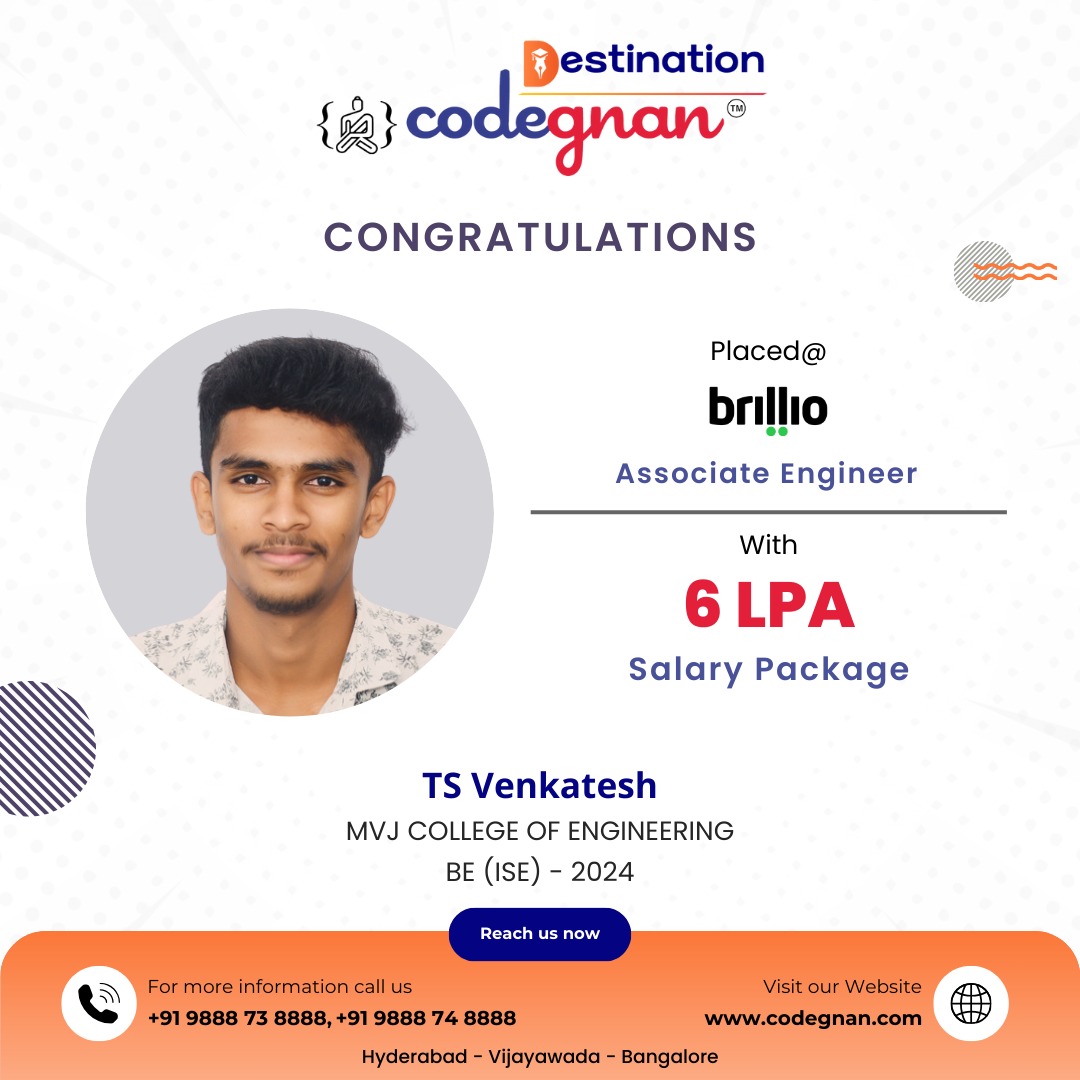 Destination
codegnan TM
CONGRATULATIONS
Placed@
brillio
Associate Engineer
With
6 LPA
Salary Package
TS Venkatesh
MVJ COLLEGE OF ENGINEERING
BE (ISE) - 2024
Reach us now
For more information call us
+91 9888 73 8888, +91 9888 74 8888
Visit our Website
www.codegnan.com
Hyderabad - Vijayawada - Bangalore